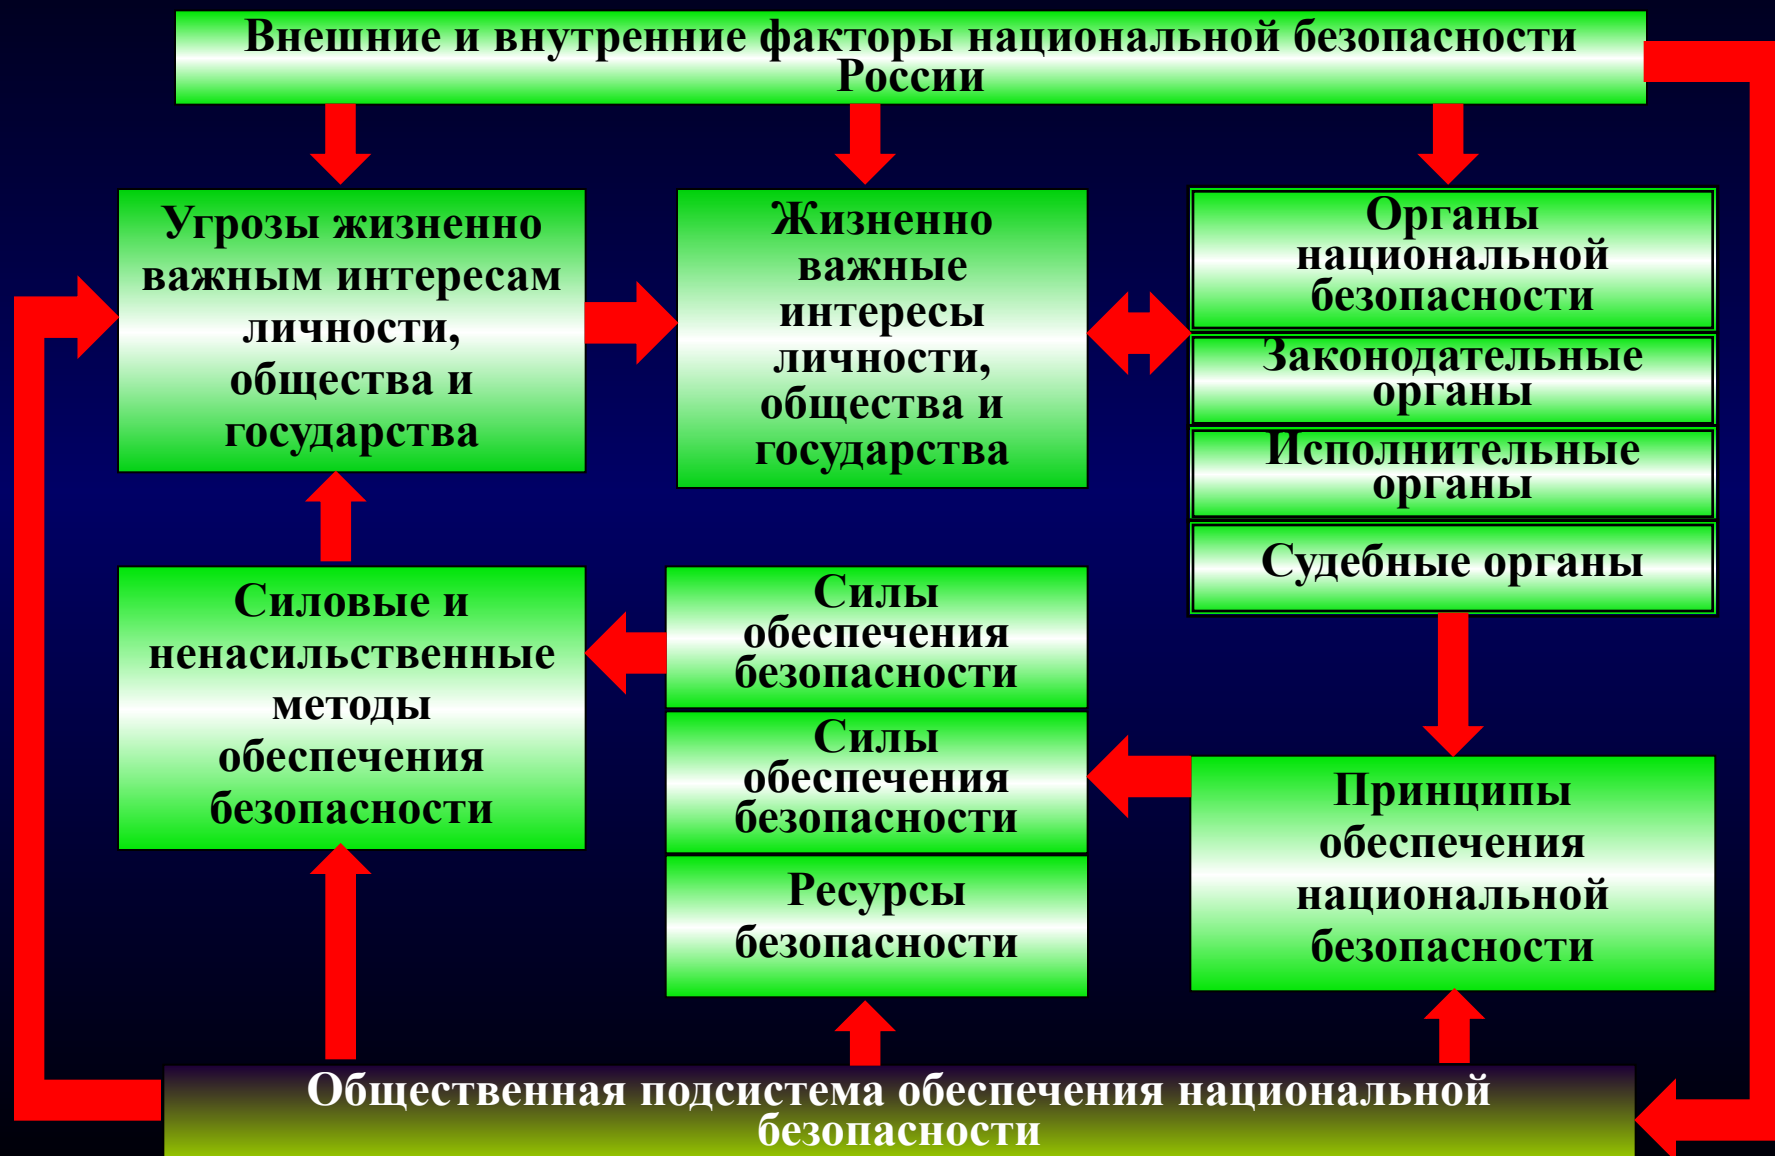 Внешние и внутренние факторы национальной безопасности
России
Угрозы жизненно
важным интересам
личности,
общества и
государства
Жизненно
важные
интересы
личности,
общества и
государства
Органы
национальной
безопасности
Законодательные
органы
Исполнительные
органы
Судебные органы
Силовые и
ненасильственные
методы
обеспечения
безопасности
Силы
обеспечения
безопасности
Силы
обеспечения
безопасности
Ресурсы
безопасности
Принципы
обеспечения
национальной
безопасности
Общественная подсистема обеспечения национальной
безопасности